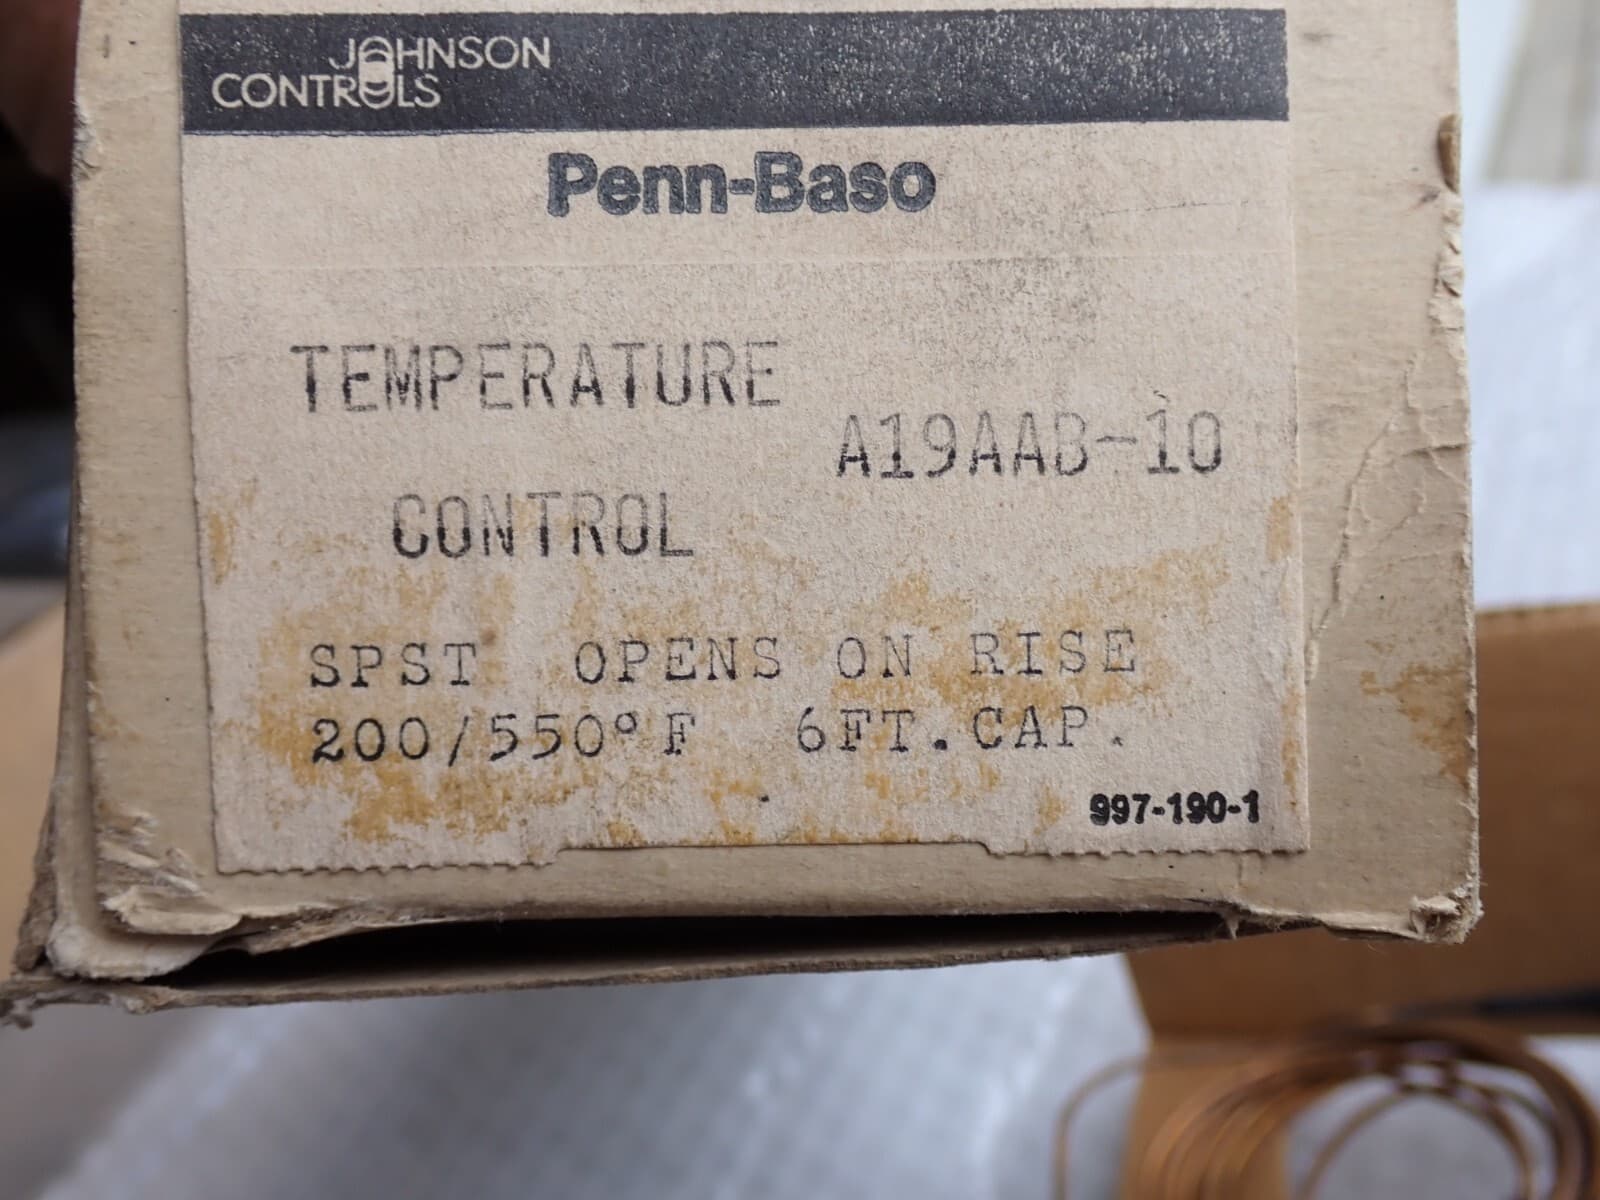 JOHNSON
CONTROLS
Penn-Baso
TEMPERATURE
A19AAB-10
CONTROL
SPST OPENS ON RISE
200/550°F 6FT.CAP.
997-190-1